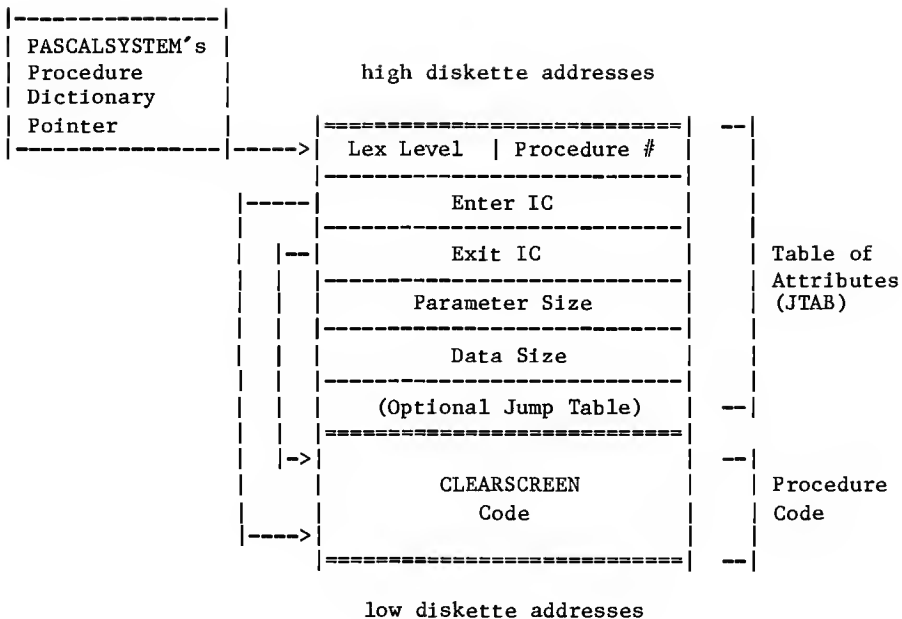 PASCALSYSTEM's
Procedure
Dictionary
Pointer
high diskette addresses
Lex Level | Procedure #
Enter IC
Exit IC
Parameter Size
Data Size
(Optional Jump Table)
Table of
Attributes
(JTAB)
CLEARSCREEN
Code
Procedure
Code
low diskette addresses